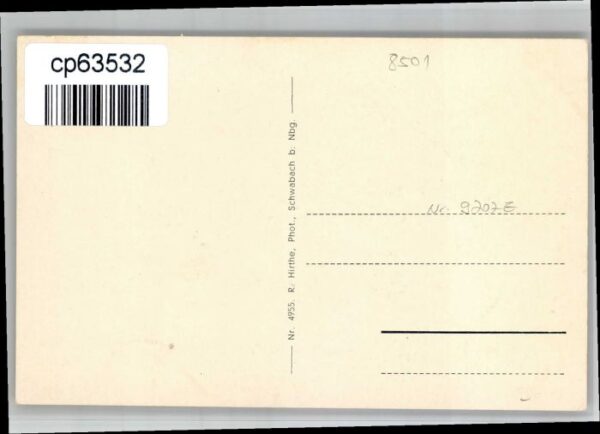 cp63532
8501
Nr. 9707E
Nr. 4955. R. Hirthe, Phot., Schwabach b. Nbg.